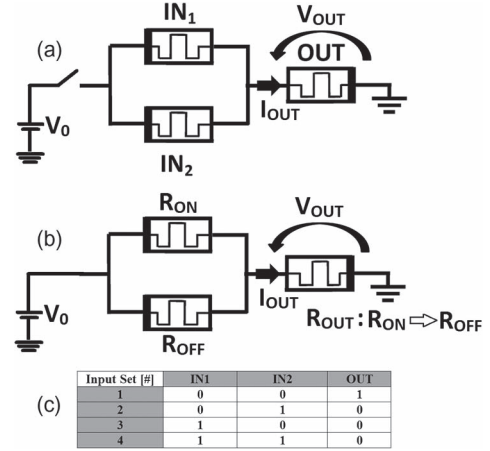 IN1
(a)
VOUT
OUT
IOUT
V0
IN2
RON
(b)
VOUT
IOUT
V0
ROFF
ROUT : RON ⇨ ROFF
(c)
Input Set [#] IN1 IN2 OUT
1 0 0 1
2 0 1 0
3 1 0 0
4 1 1 0